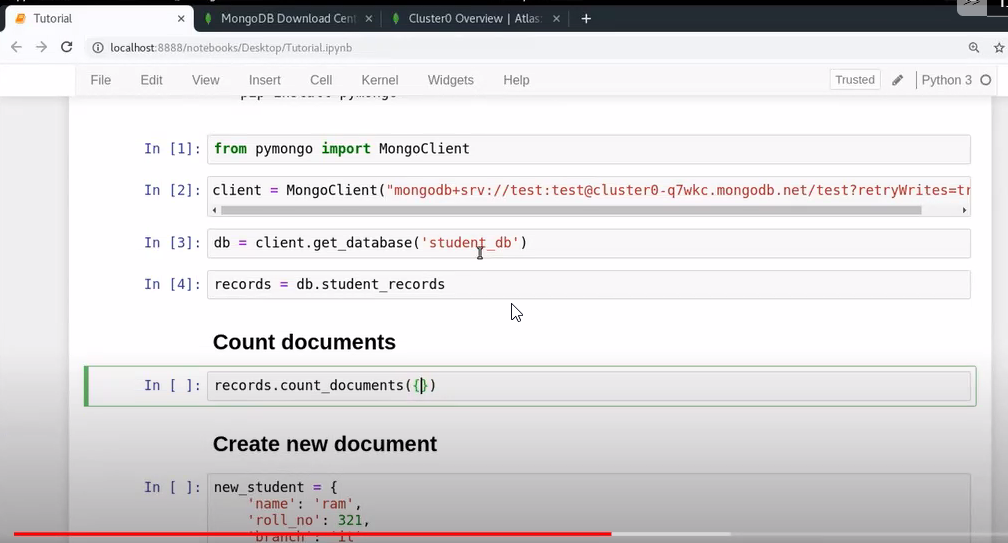 Tutorial
MongoDB Download Cent
Cluster0 Overview | Atlas:
localhost:8888/notebooks/Desktop/Tutorial.ipynb
File Edit View Insert Cell Kernel Widgets Help
Trusted
Python 3
pip install pymongo
In [1]: from pymongo import MongoClient
In [2]: client = MongoClient("mongodb+srv://test:test@cluster0-q7wkc.mongodb.net/test?retryWrites=tr
In [3]: db = client.get_database('student_db')
In [4]: records = db.student_records
Count documents
In [ ]: records.count_documents({})
Create new document
In [ ]: new_student = {
'name': 'ram',
'roll_no': 321,
'branch': 'it'